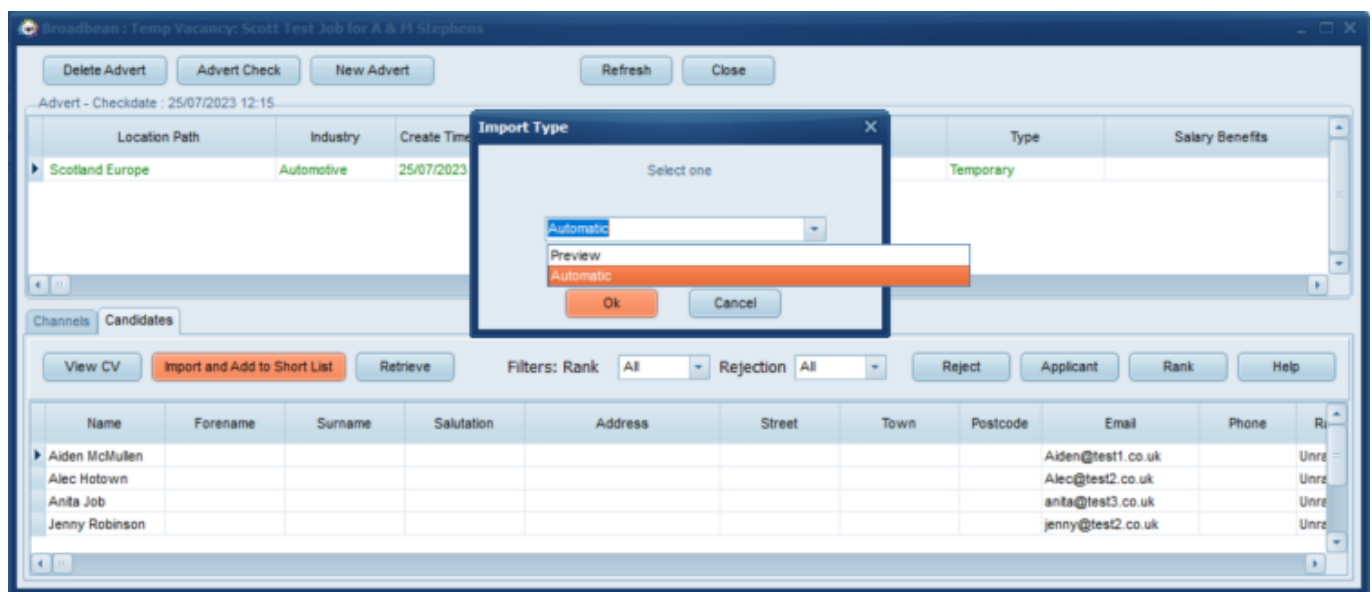 Broadbean : Temp Vacancy: Scott Test Job for A & M Stephens
Delete Advert Advert Check New Advert Refresh Close
Advert - Checkdate : 25/07/2023 12:15
Location Path Industry Create Time Type Salary Benefits
Scotland Europe Automotive 25/07/2023 Temporary
Import Type
Select one
Automatic
Preview
Automatic
Ok Cancel
Channels Candidates
View CV Import and Add to Short List Retrieve Filters: Rank All Rejection All Reject Applicant Rank Help
Name Forename Surname Salutation Address Street Town Postcode Email Phone Ra
Aiden McMullen Aiden@test1.co.uk Unra
Alec Hotown Alec@test2.co.uk Unra
Anita Job anita@test3.co.uk Unra
Jenny Robinson jenny@test2.co.uk Unra